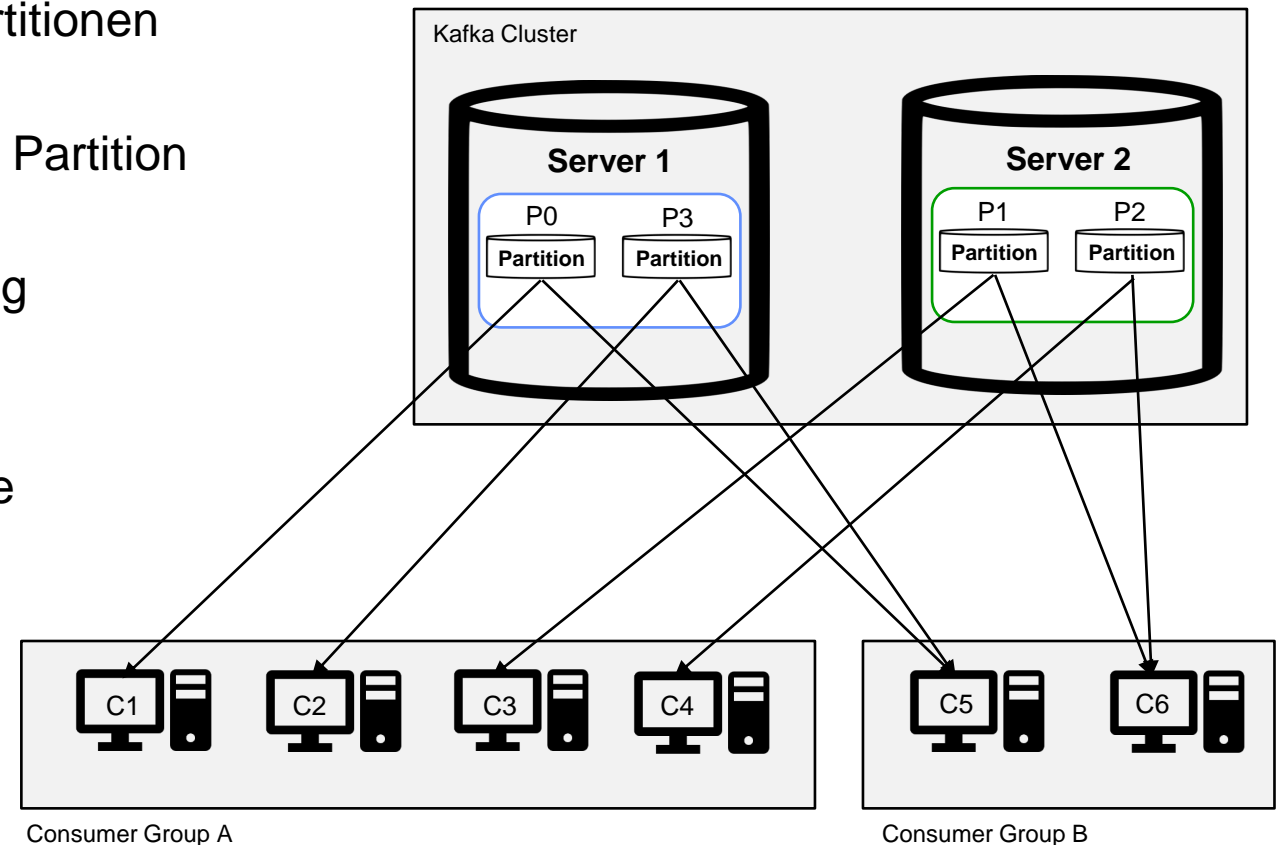 rtitionen
Partition
g
e
Kafka Cluster
Server 1
P0 P3
Partition Partition
Server 2
P1 P2
Partition Partition
C1 C2 C3 C4
Consumer Group A
C5 C6
Consumer Group B